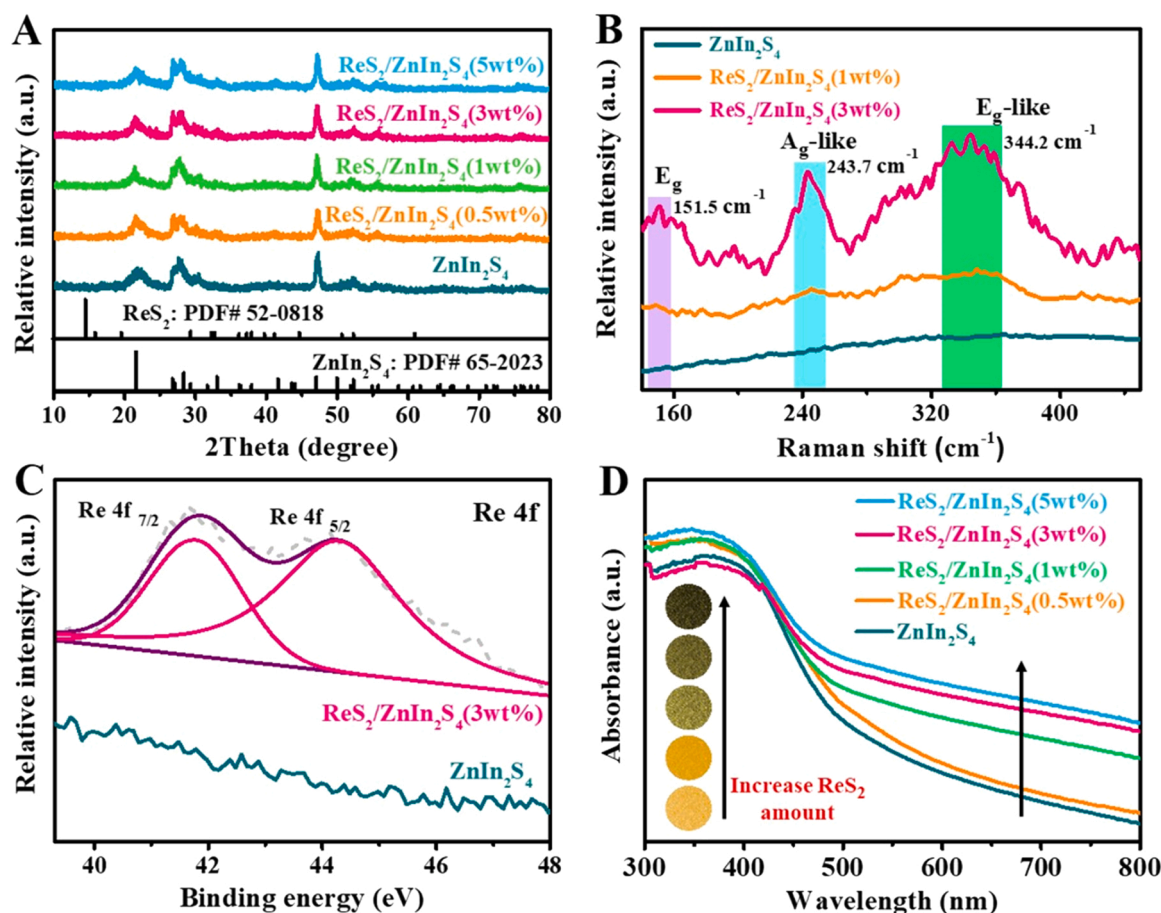 A
ReS2/ZnIn2S4(5wt%)
ReS2/ZnIn2S4(3wt%)
ReS2/ZnIn2S4(1wt%)
ReS2/ZnIn2S4(0.5wt%)
ZnIn2S4
ReS2: PDF# 52-0818
ZnIn2S4: PDF# 65-2023
Relative intensity (a.u.)
10 20 30 40 50 60 70 80
2Theta (degree)
B
ZnIn2S4
ReS2/ZnIn2S4(1wt%)
ReS2/ZnIn2S4(3wt%)
Eg
151.5 cm-1
Ag-like
243.7 cm-1
Eg-like
344.2 cm-1
Relative intensity (a.u.)
160 240 320 400
Raman shift (cm-1)
C
Re 4f 7/2
Re 4f 5/2
Re 4f
ReS2/ZnIn2S4(3wt%)
ZnIn2S4
Relative intensity (a.u.)
40 42 44 46 48
Binding energy (eV)
D
ReS2/ZnIn2S4(5wt%)
ReS2/ZnIn2S4(3wt%)
ReS2/ZnIn2S4(1wt%)
ReS2/ZnIn2S4(0.5wt%)
ZnIn2S4
Increase ReS2
amount
Absorbance (a.u.)
300 400 500 600 700 800
Wavelength (nm)